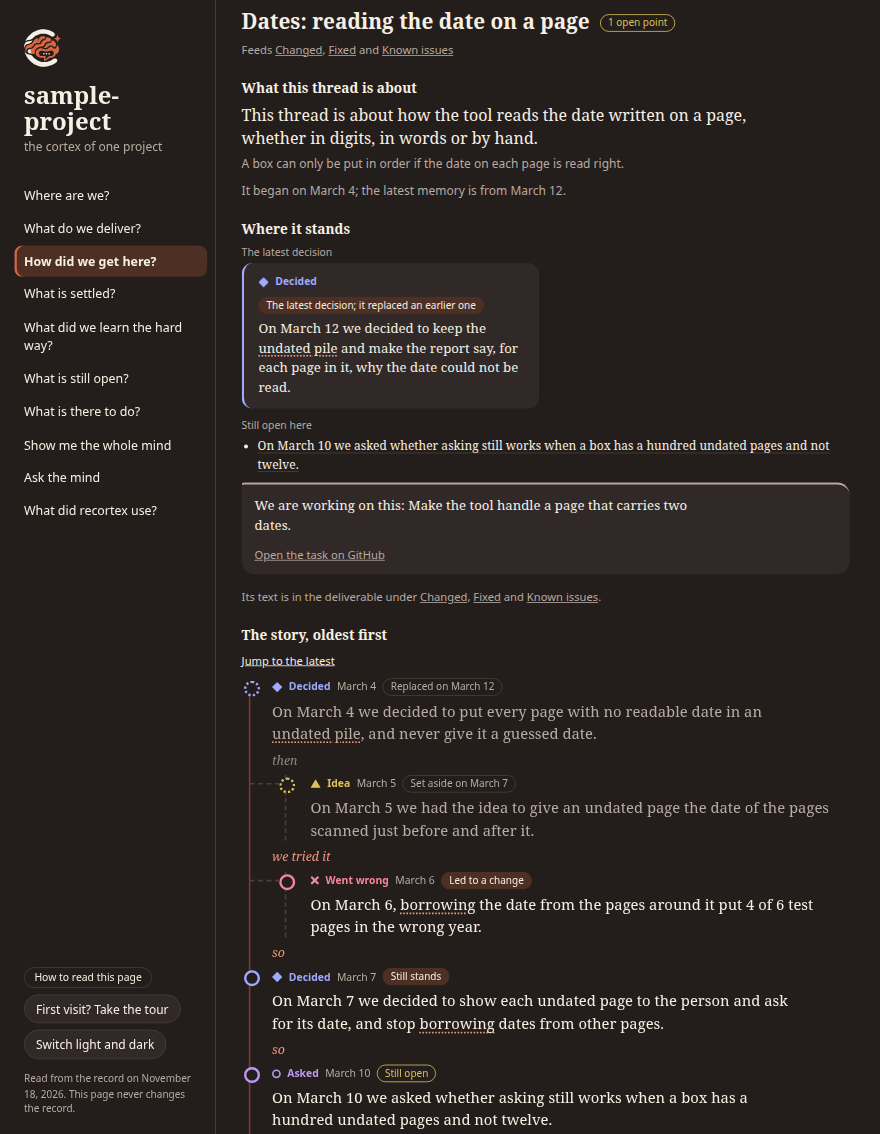 sample-
project
the cortex of one project
Where are we?
What do we deliver?
How did we get here?
What is settled?
What did we learn the hard
way?
What is still open?
What is there to do?
Show me the whole mind
Ask the mind
What did recortex use?
How to read this page
First visit? Take the tour
Switch light and dark
Read from the record on November
18, 2026. This page never changes
the record.
Dates: reading the date on a page 1 open point
Feeds Changed, Fixed and Known issues
What this thread is about
This thread is about how the tool reads the date written on a page,
whether in digits, in words or by hand.
A box can only be put in order if the date on each page is read right.
It began on March 4; the latest memory is from March 12.
Where it stands
The latest decision
Decided
The latest decision; it replaced an earlier one
On March 12 we decided to keep the
undated pile and make the report say, for
each page in it, why the date could not be
read.
Still open here
• On March 10 we asked whether asking still works when a box has a hundred undated pages and not
twelve.
We are working on this: Make the tool handle a page that carries two
dates.
Open the task on GitHub
Its text is in the deliverable under Changed, Fixed and Known issues.
The story, oldest first
Jump to the latest
Decided March 4 Replaced on March 12
On March 4 we decided to put every page with no readable date in an
undated pile, and never give it a guessed date.
then
Idea March 5 Set aside on March 7
On March 5 we had the idea to give an undated page the date of the pages
scanned just before and after it.
we tried it
Went wrong March 6 Led to a change
On March 6, borrowing the date from the pages around it put 4 of 6 test
pages in the wrong year.
so
Decided March 7 Still stands
On March 7 we decided to show each undated page to the person and ask
for its date, and stop borrowing dates from other pages.
so
Asked March 10 Still open
On March 10 we asked whether asking still works when a box has a
hundred undated pages and not twelve.